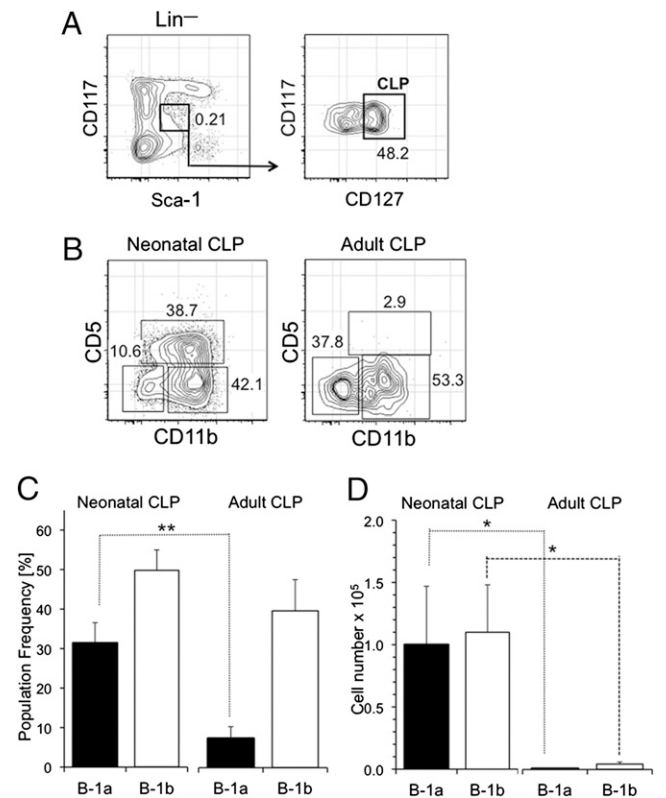 A
Lin—
CD117
0.21
Sca-1
CD117
CLP
48.2
CD127
B
Neonatal CLP
CD5
38.7
10.6
42.1
CD11b
Adult CLP
CD5
2.9
37.8
53.3
CD11b
C
Neonatal CLP
Adult CLP
**
Population Frequency [%]
60
50
40
30
20
10
0
B-1a
B-1b
B-1a
B-1b
D
Neonatal CLP
Adult CLP
*
*
Cell number x 10⁵
2.0
1.5
1.0
0.5
0.0
B-1a
B-1b
B-1a
B-1b